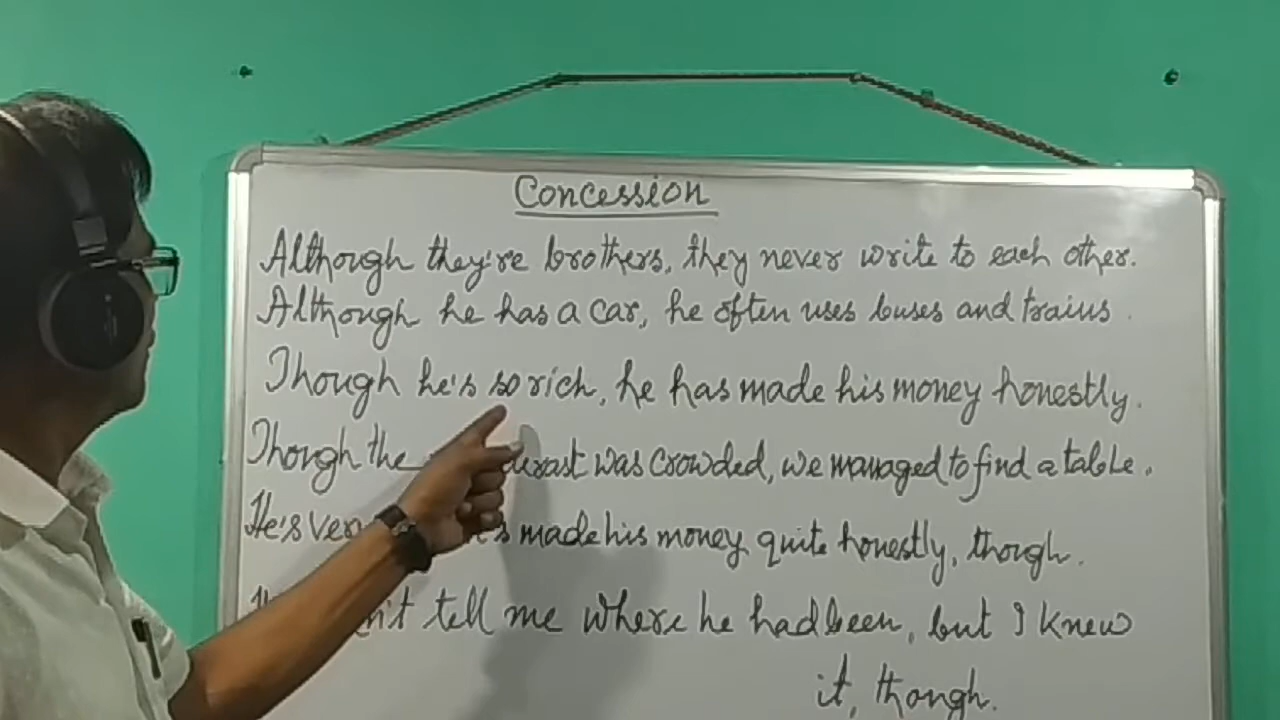 Concession
Although they're brothers, they never write to each other.
Although he has a car, he often uses buses and trains.
Though he's so rich, he has made his money honestly.
Though the was crowded, we managed to find a table.
He's made his money quite honestly, though.
tell me where he had been, but I knew
it, though.